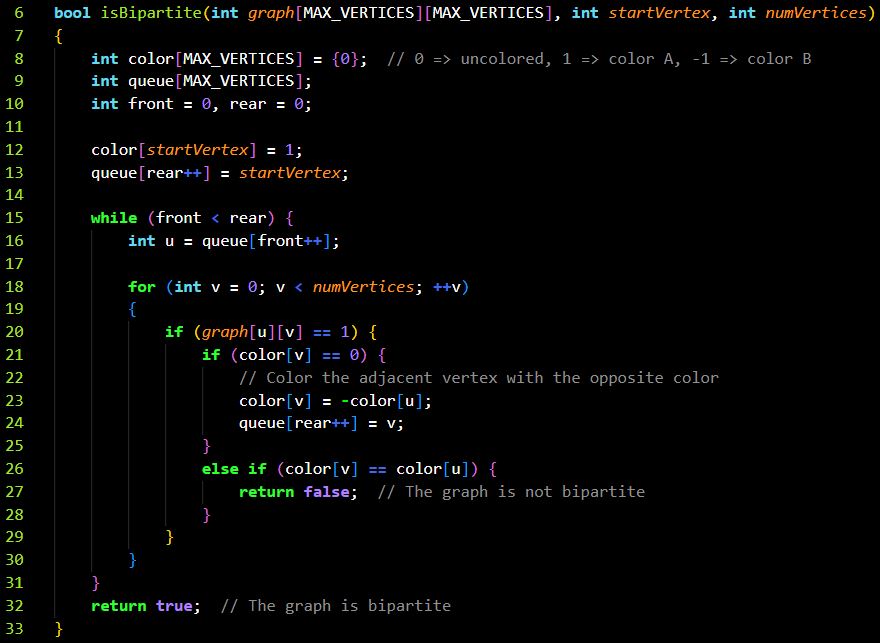 6 bool isBipartite(int graph[MAX_VERTICES][MAX_VERTICES], int startVertex, int numVertices)
7 {
8     int color[MAX_VERTICES] = {0};  // 0 => uncolored, 1 => color A, -1 => color B
9     int queue[MAX_VERTICES];
10     int front = 0, rear = 0;
11
12     color[startVertex] = 1;
13     queue[rear++] = startVertex;
14
15     while (front < rear) {
16         int u = queue[front++];
17
18         for (int v = 0; v < numVertices; ++v)
19         {
20             if (graph[u][v] == 1) {
21                 if (color[v] == 0) {
22                     // Color the adjacent vertex with the opposite color
23                     color[v] = -color[u];
24                     queue[rear++] = v;
25                 }
26                 else if (color[v] == color[u]) {
27                     return false;  // The graph is not bipartite
28                 }
29             }
30         }
31     }
32     return true;  // The graph is bipartite
33 }